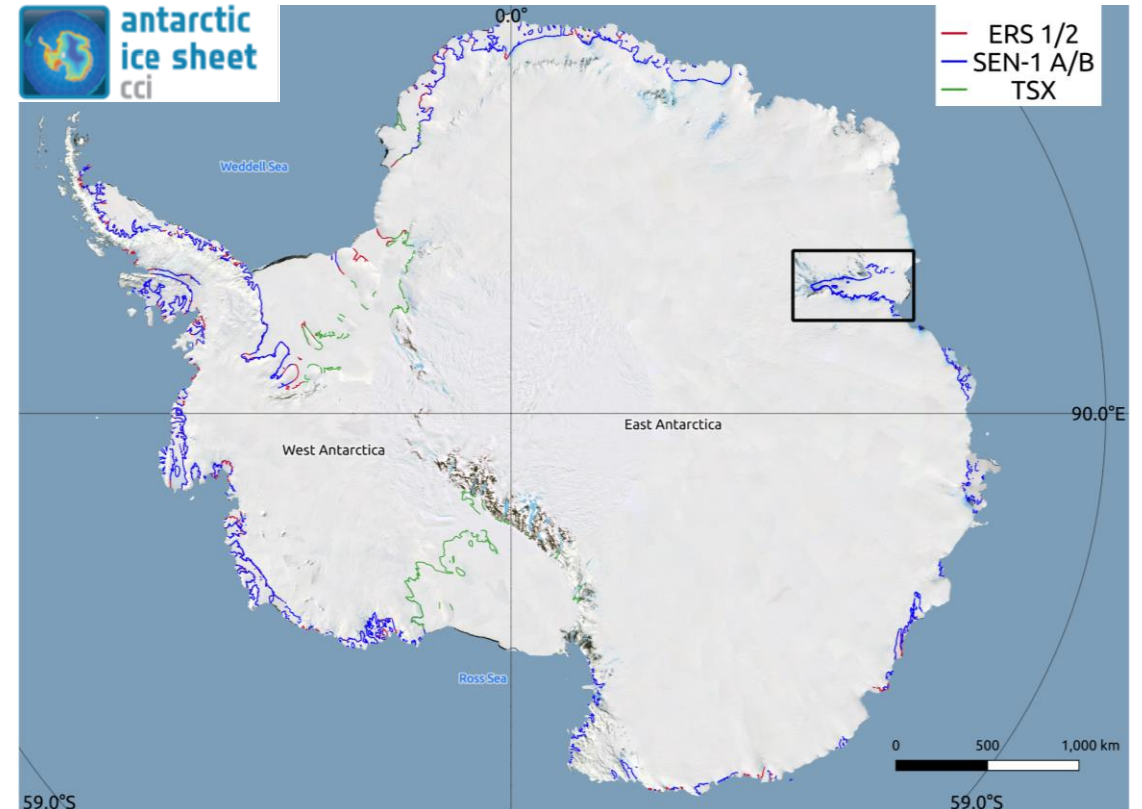 antarctic
ice sheet
cci
0.0°
ERS 1/2
SEN-1 A/B
TSX
Weddell Sea
90.0°E
East Antarctica
West Antarctica
Ross Sea
0 500 1,000 km
59.0°S
59.0°S